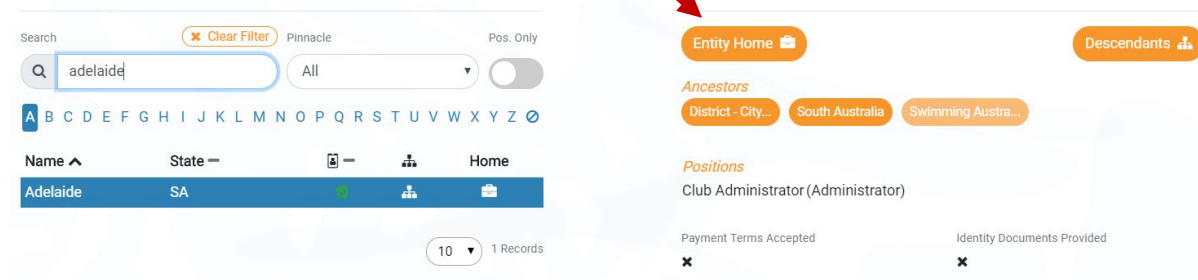 Search
Clear Filter
Pinnacle
Pos. Only
adelaide
All
A B C D E F G H I J K L M N O P Q R S T U V W X Y Z
Name State Home
Adelaide SA
10 1 Records
Entity Home
Descendants
Ancestors
District - City... South Australia Swimming Austra...
Positions
Club Administrator (Administrator)
Payment Terms Accepted Identity Documents Provided